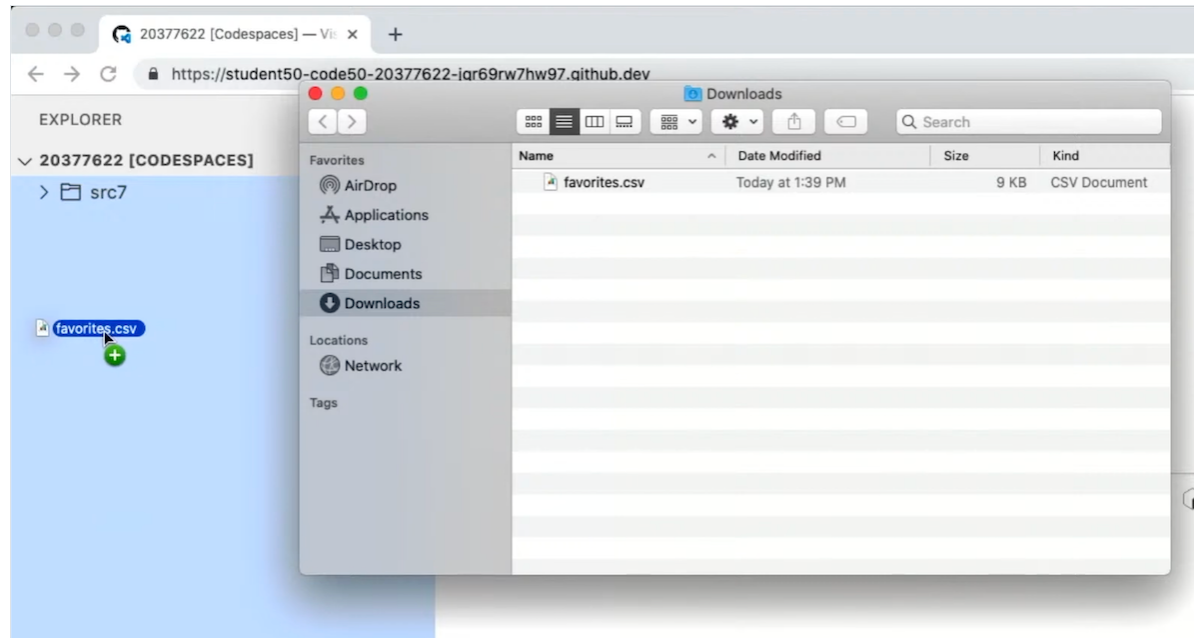 20377622 [Codespaces] — Vi
https://student50-code50-20377622-jqr69rw7hw97.github.dev
EXPLORER
20377622 [CODESPACES]
src7
favorites.csv
Downloads
Search
Favorites
AirDrop
Applications
Desktop
Documents
Downloads
Locations
Network
Tags
Name Date Modified Size Kind
favorites.csv Today at 1:39 PM 9 KB CSV Document